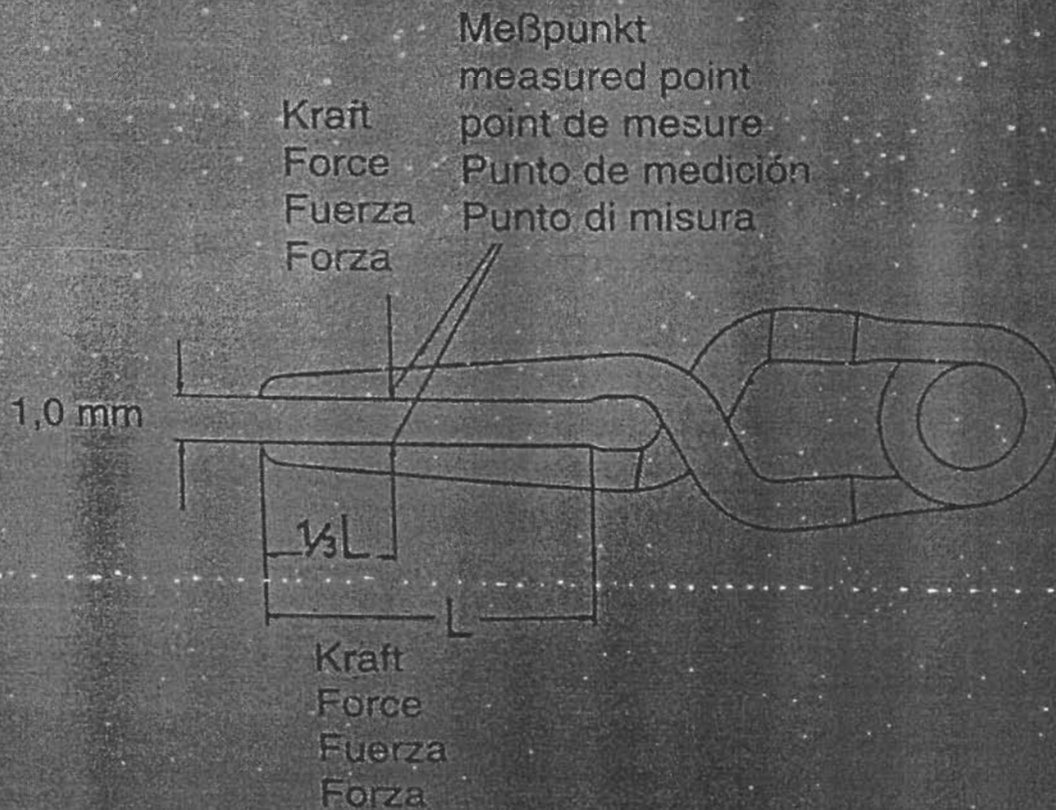 Meßpunkt
measured point
point de mesure
Punto de medición
Punto di misura
Kraft
Force
Fuerza
Forza
1,0 mm
⅓L
L
Kraft
Force
Fuerza
Forza